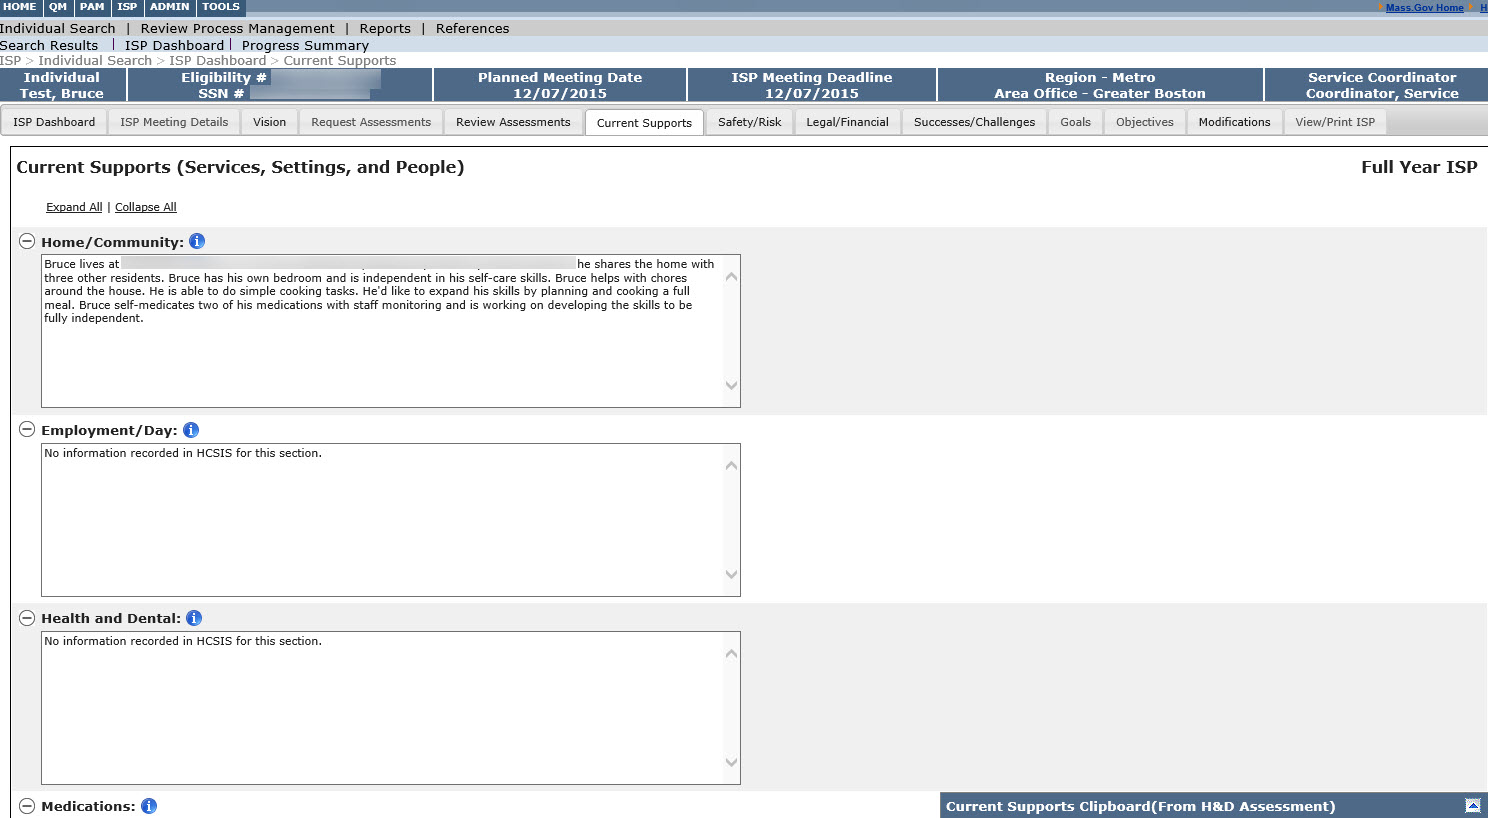 HOME QM PAM ISP ADMIN TOOLS Mass.Gov Home H
Individual Search | Review Process Management | Reports | References
Search Results | ISP Dashboard | Progress Summary
ISP > Individual Search > ISP Dashboard > Current Supports
Individual Eligibility # Planned Meeting Date ISP Meeting Deadline Region - Metro Service Coordinator
Test, Bruce SSN # 12/07/2015 12/07/2015 Area Office - Greater Boston Coordinator, Service
ISP Dashboard ISP Meeting Details Vision Request Assessments Review Assessments Current Supports Safety/Risk Legal/Financial Successes/Challenges Goals Objectives Modifications View/Print ISP
Current Supports (Services, Settings, and People) Full Year ISP
Expand All | Collapse All
Home/Community:
Bruce lives at he shares the home with
three other residents. Bruce has his own bedroom and is independent in his self-care skills. Bruce helps with chores
around the house. He is able to do simple cooking tasks. He'd like to expand his skills by planning and cooking a full
meal. Bruce self-medicates two of his medications with staff monitoring and is working on developing the skills to be
fully independent.
Employment/Day:
No information recorded in HCSIS for this section.
Health and Dental:
No information recorded in HCSIS for this section.
Medications:
Current Supports Clipboard(From H&D Assessment)